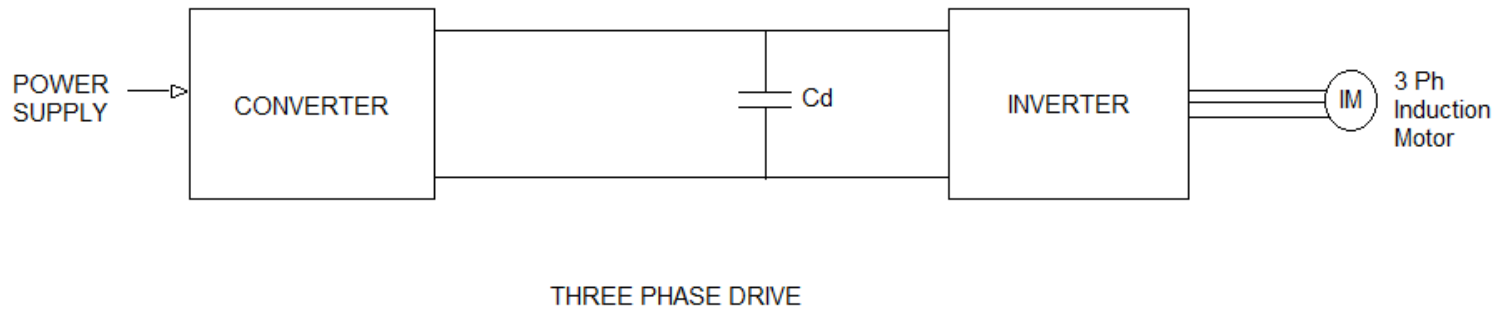 POWER
SUPPLY
CONVERTER
Cd
INVERTER
IM
3 Ph
Induction
Motor
THREE PHASE DRIVE